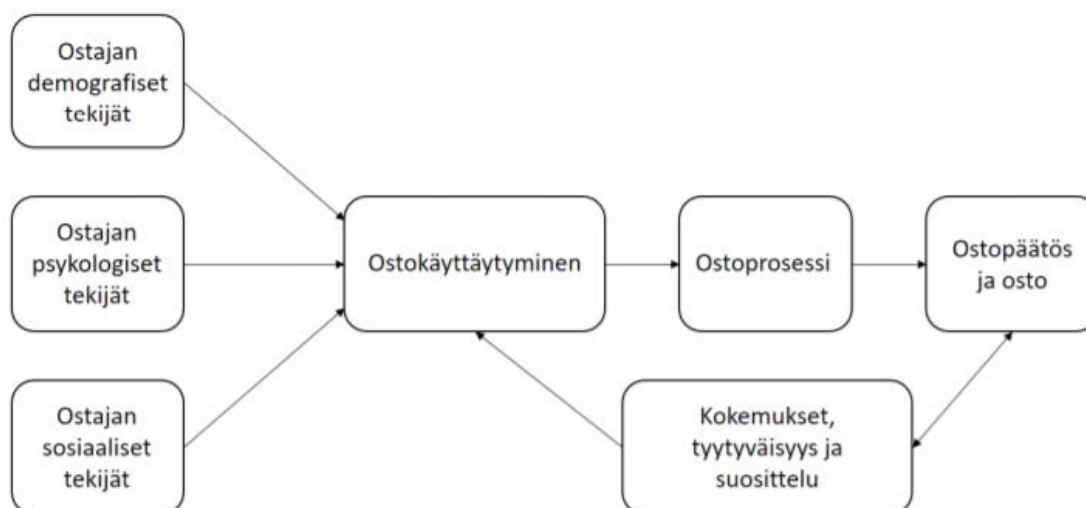 Ostajan
demografiset
tekijät
Ostajan
psykologiset
tekijät
Ostajan
sosiaaliset
tekijät
Ostokäyttäytyminen
Ostoprosessi
Ostopäätös
ja osto
Kokemukset,
tyytyväisyys ja
suosittelu